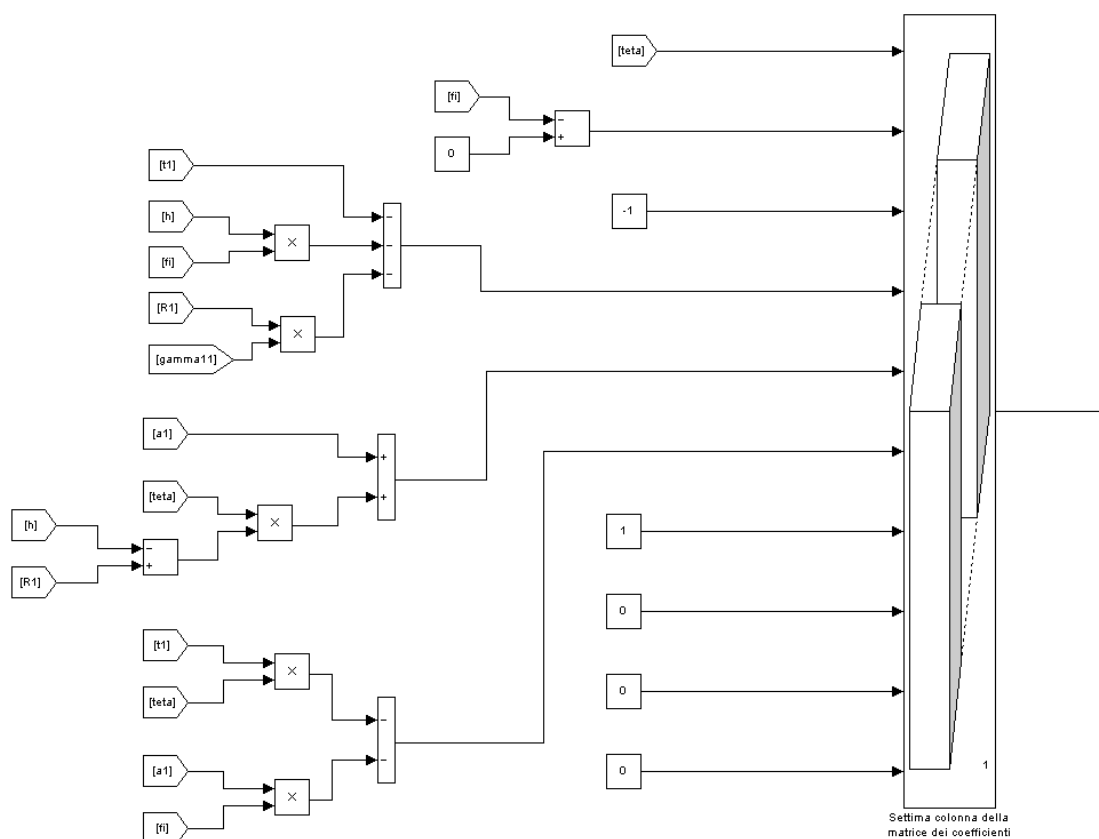 [teta]
[fi]
−
+
0
[t1]
-1
[h]
×
[fi]
−
−
−
[R1]
×
[gamma11]
[a1]
+
+
[teta]
×
[h]
−
+
[R1]
1
0
[t1]
×
[teta]
−
−
0
[a1]
×
[fi]
0
1
Settima colonna della
matrice dei coefficienti